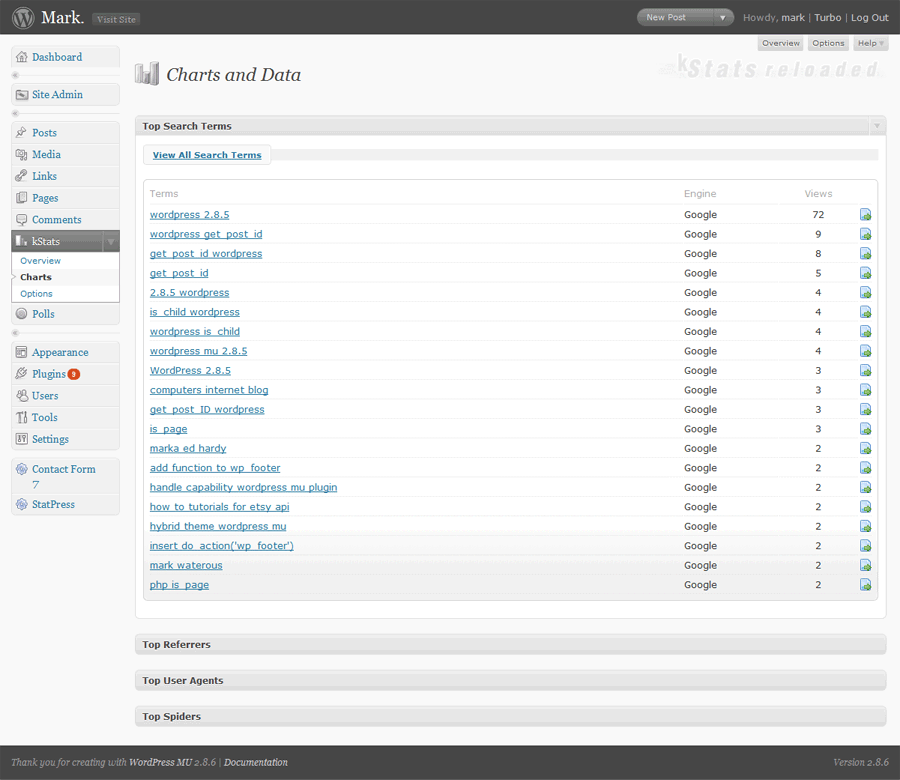 Mark. Visit Site
New Post
Howdy, mark | Turbo | Log Out
Overview Options Help
Dashboard
Site Admin
Posts
Media
Links
Pages
Comments
kStats
Overview
Charts
Options
Polls
Appearance
Plugins 9
Users
Tools
Settings
Contact Form
7
StatPress
Charts and Data
kStats reloaded
Top Search Terms
View All Search Terms
Terms Engine Views
wordpress 2.8.5 Google 72
wordpress get_post_id Google 9
get_post_id wordpress Google 8
get_post_id Google 5
2.8.5 wordpress Google 4
is_child wordpress Google 4
wordpress is_child Google 4
wordpress mu 2.8.5 Google 4
WordPress 2.8.5 Google 3
computers internet blog Google 3
get_post_ID wordpress Google 3
is_page Google 3
marka ed hardy Google 2
add function to wp_footer Google 2
handle capability wordpress mu plugin Google 2
how to tutorials for etsy api Google 2
hybrid theme wordpress mu Google 2
insert do_action('wp_footer') Google 2
mark waterous Google 2
php is_page Google 2
Top Referrers
Top User Agents
Top Spiders
Thank you for creating with WordPress MU 2.8.6 | Documentation
Version 2.8.6